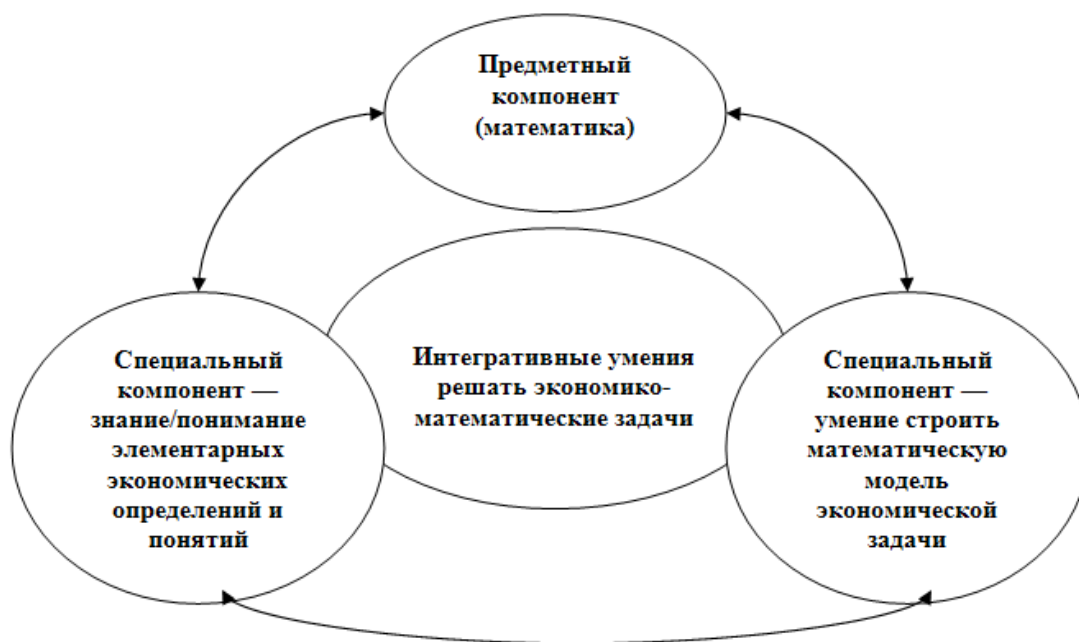 Предметный
компонент
(математика)
Интегративные умения
решать экономико-
математические задачи
Специальный
компонент —
знание/понимание
элементарных
экономических
определений и
понятий
Специальный
компонент —
умение строить
математическую
модель
экономической
задачи